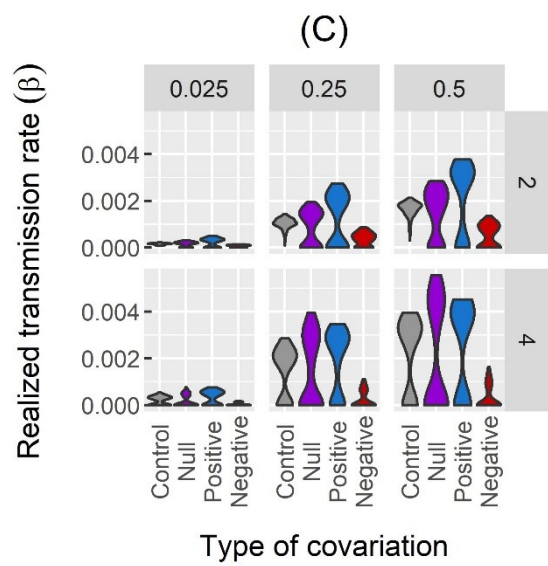 (C)
Realized transmission rate (β)
0.025 0.25 0.5
0.004
0.002
0.000
2
0.004
0.002
0.000
4
Control Null Positive Negative Control Null Positive Negative Control Null Positive Negative
Type of covariation